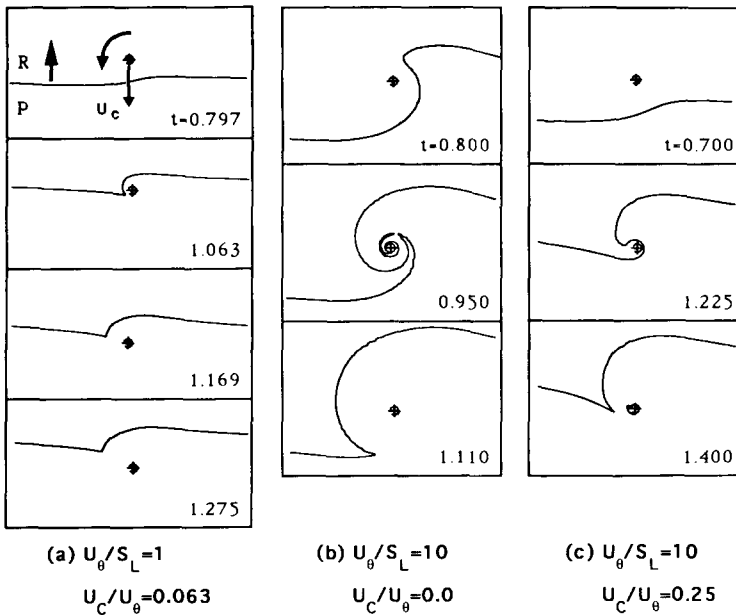 R
P
U_c
t=0.797
1.063
1.169
1.275
(a) U_θ/S_L=1
U_C/U_θ=0.063
t=0.800
0.950
1.110
(b) U_θ/S_L=10
U_C/U_θ=0.0
t=0.700
1.225
1.400
(c) U_θ/S_L=10
U_C/U_θ=0.25